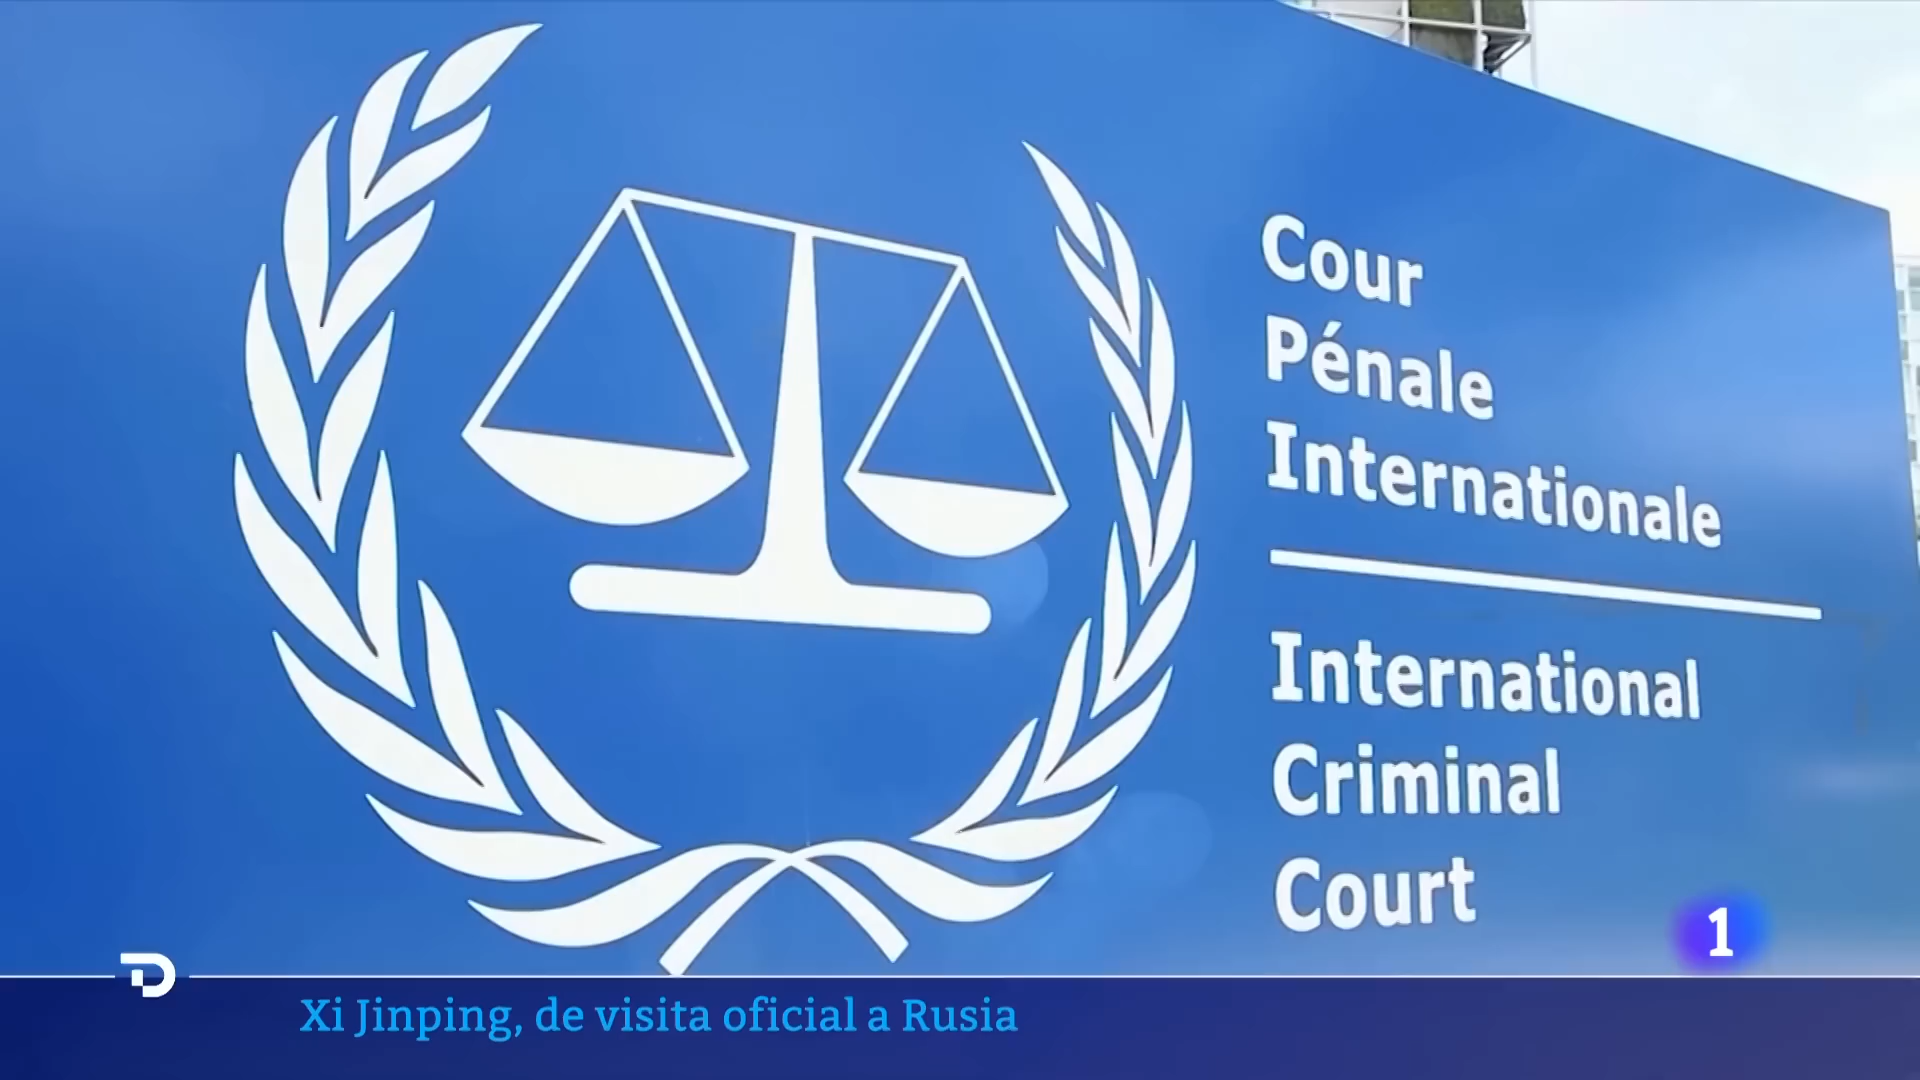 Cour
Pénale
Internationale
International
Criminal
Court
1
D
Xi Jinping, de visita oficial a Rusia